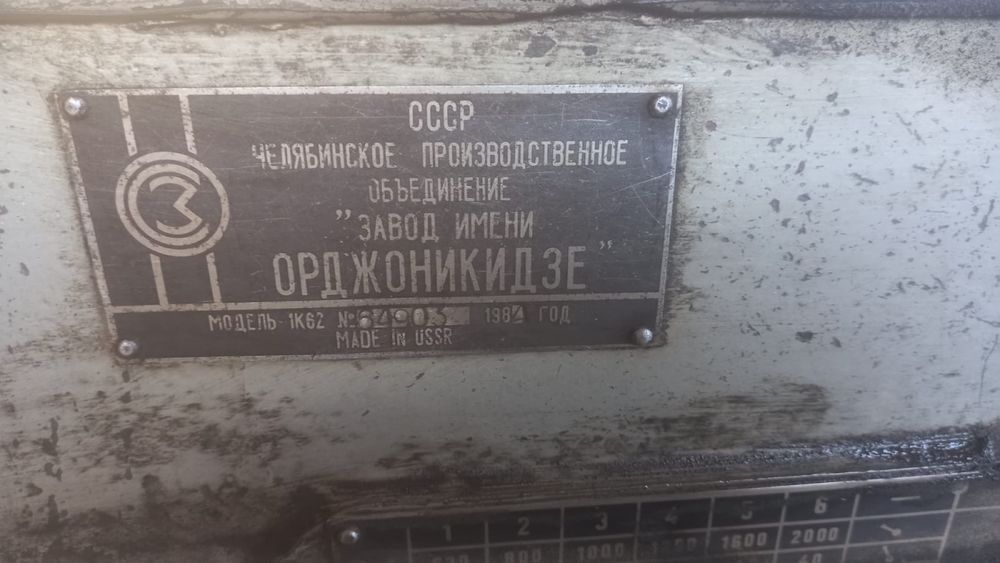 СССР
ЧЕЛЯБИНСКОЕ ПРОИЗВОДСТВЕННОЕ
ОБЪЕДИНЕНИЕ
"ЗАВОД ИМЕНИ
ОРДЖОНИКИДЗЕ"
МОДЕЛЬ-1К62 № 1984 ГОД
MADE IN USSR
1 2 3 4 5 6 —
800 1000 1600 2000